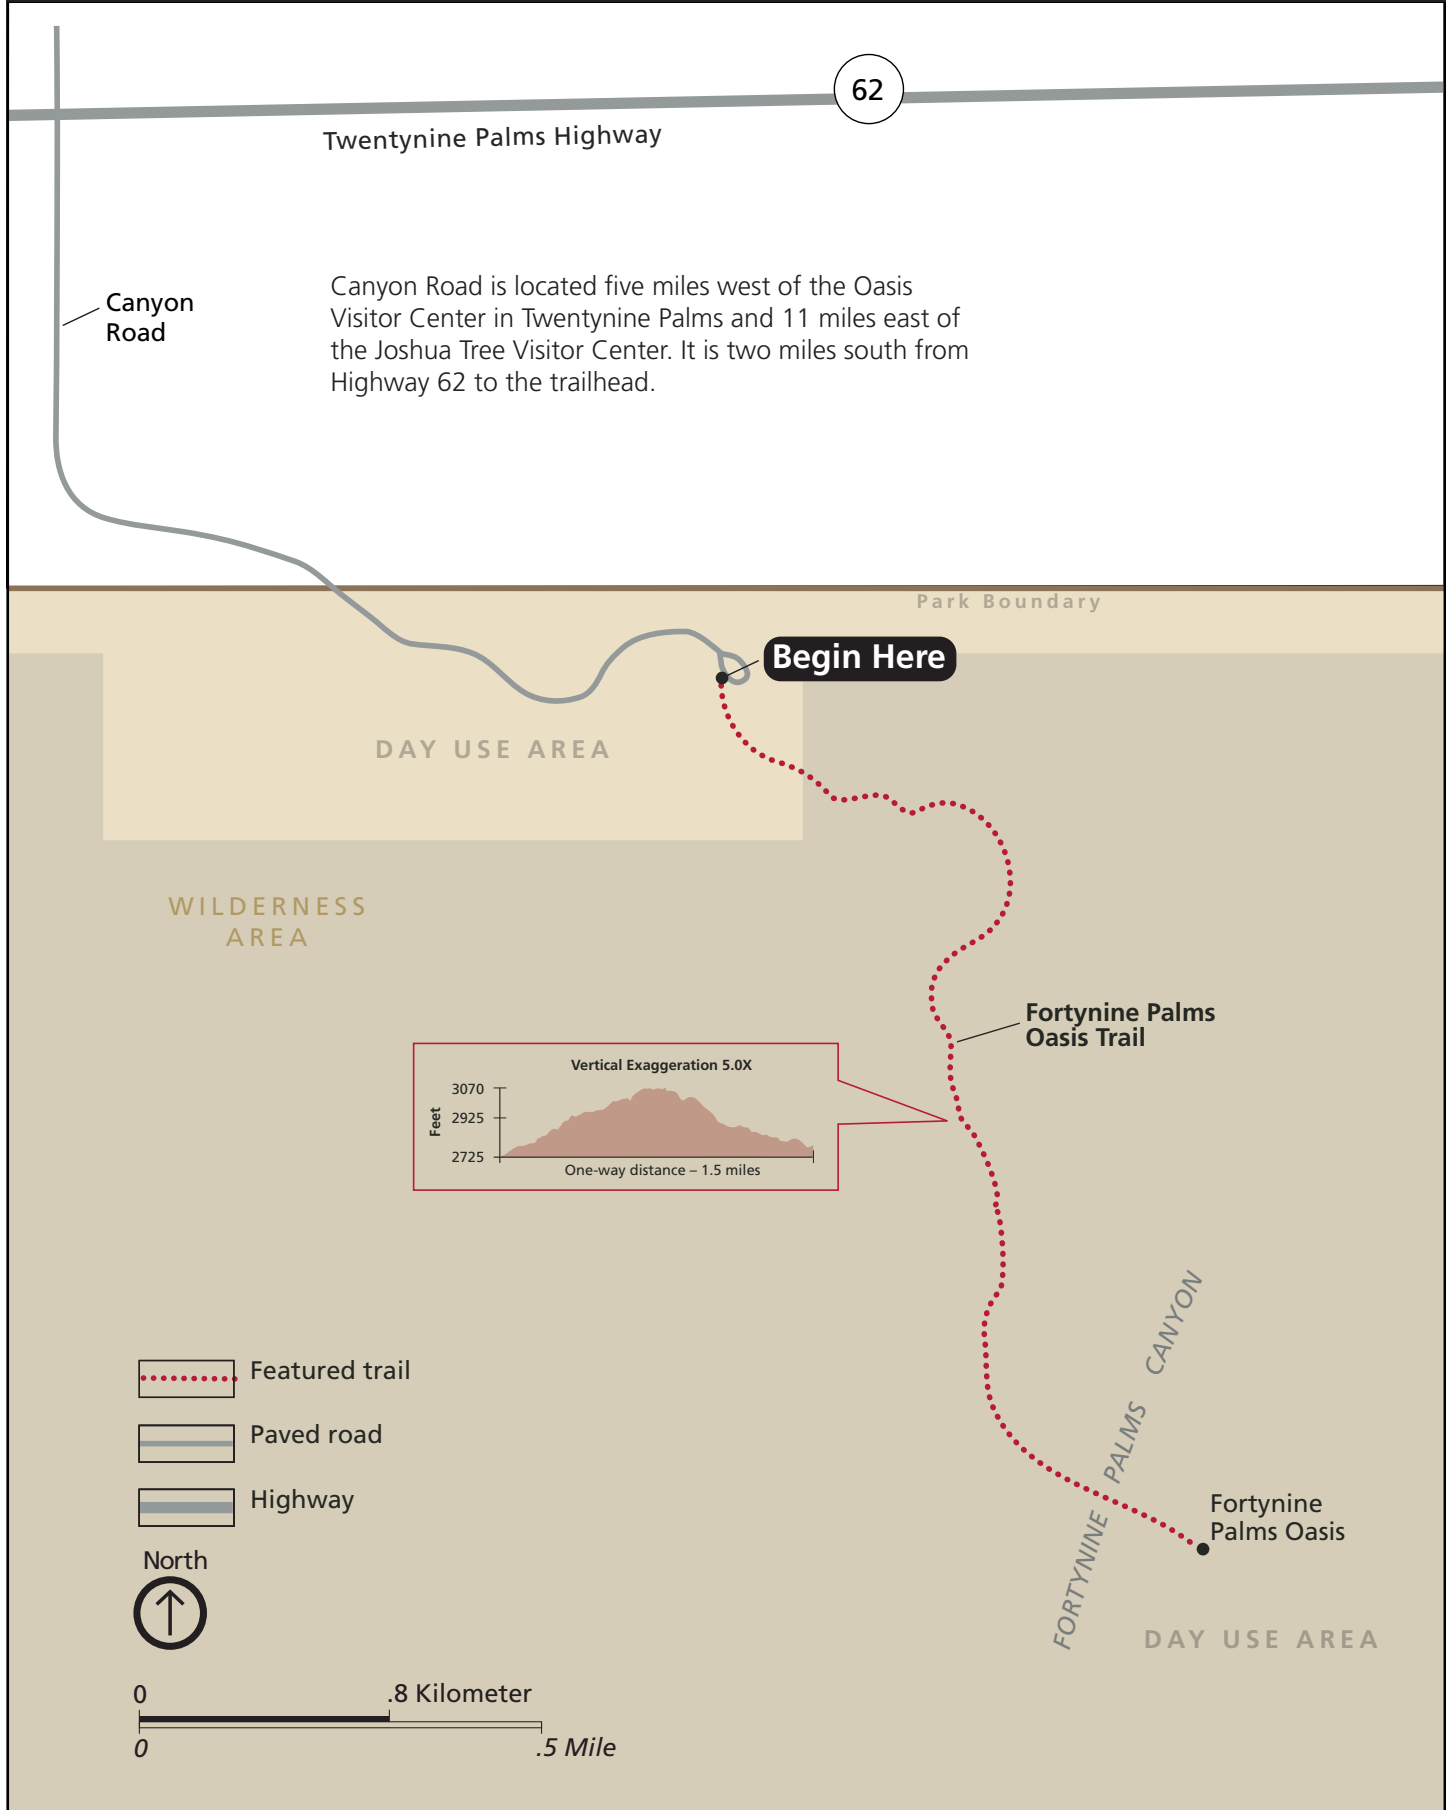 62
Twentynine Palms Highway
Canyon
Road
Canyon Road is located five miles west of the Oasis
Visitor Center in Twentynine Palms and 11 miles east of
the Joshua Tree Visitor Center. It is two miles south from
Highway 62 to the trailhead.
Park Boundary
Begin Here
DAY USE AREA
WILDERNESS
AREA
Fortynine Palms
Oasis Trail
Vertical Exaggeration 5.0X
3070
2925
2725
Feet
One-way distance – 1.5 miles
FORTYNINE PALMS CANYON
Featured trail
Paved road
Highway
Fortynine
Palms Oasis
North
DAY USE AREA
0 .8 Kilometer
0 .5 Mile